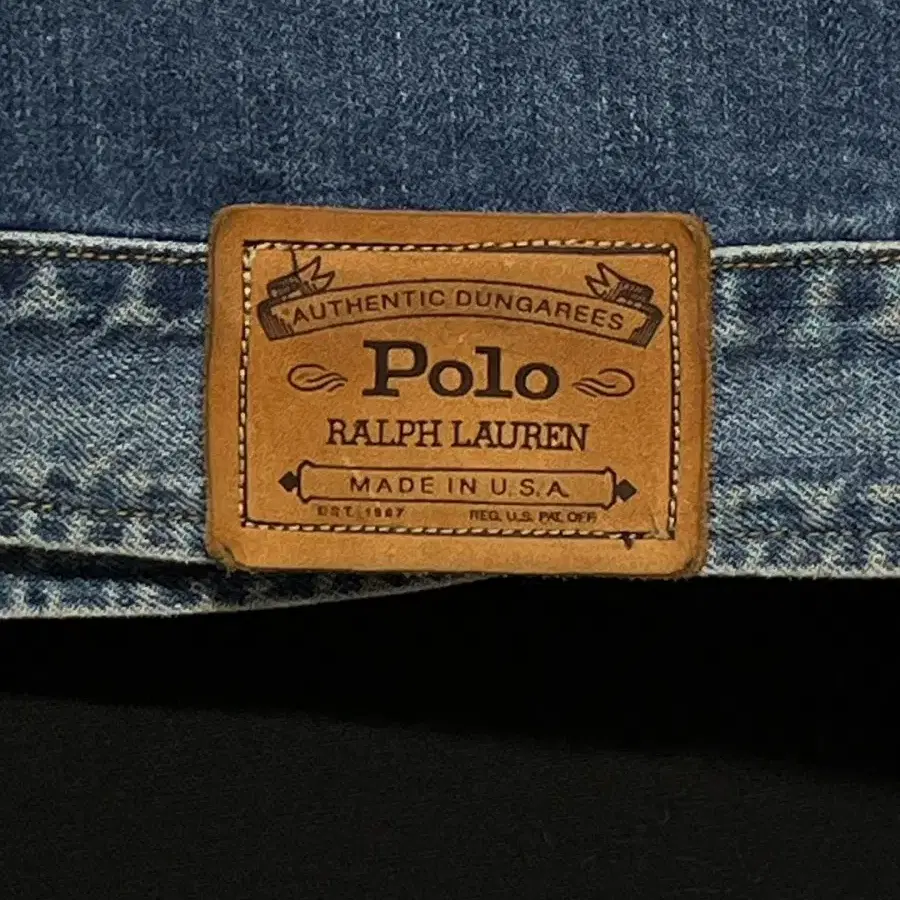 AUTHENTIC DUNGAREES
Polo
RALPH LAUREN
MADE IN U.S.A.
EST. 1967 REG. U.S. PAT. OFF.